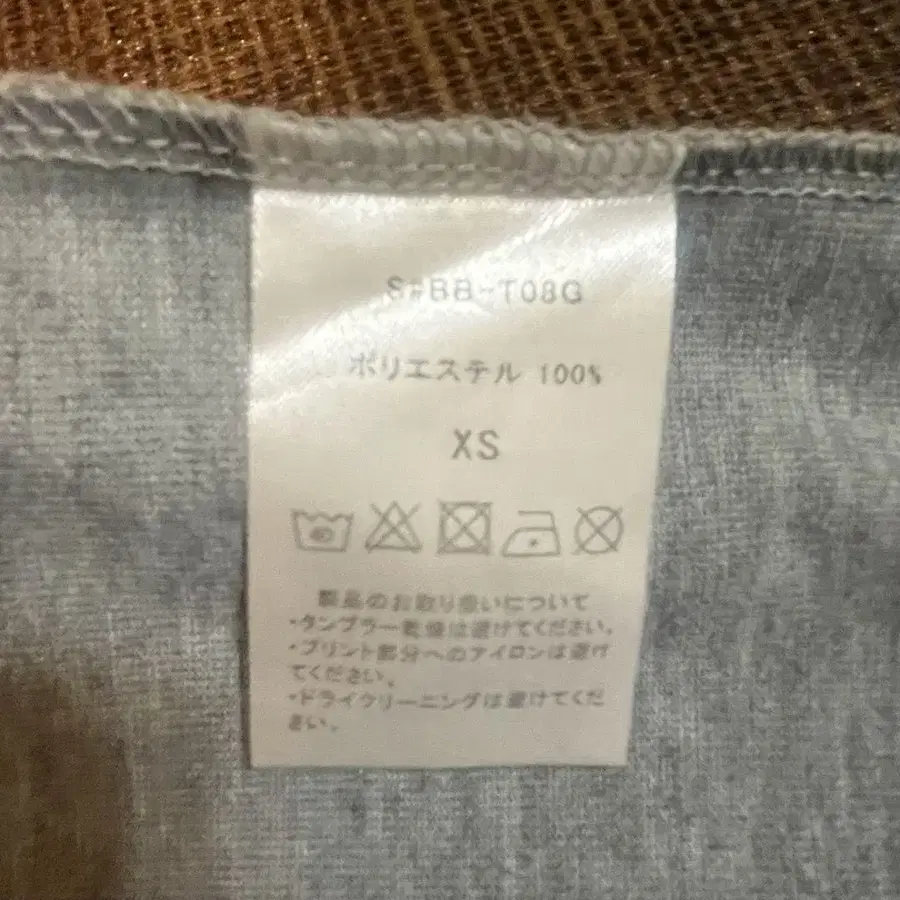 S#BB-T08G
ポリエステル 100%
XS
製品のお取り扱いについて
・タンブラー乾燥は避けてください。
・プリント部分へのアイロンは避け
てください。
・ドライクリーニングは避けてくだ
さい。